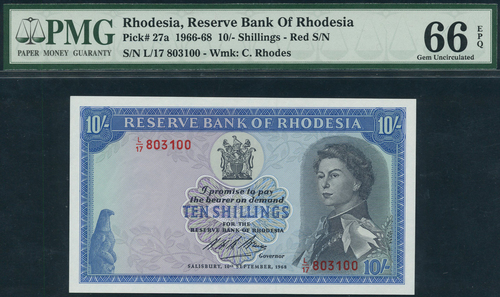 PMG
PAPER MONEY GUARANTY
Rhodesia, Reserve Bank Of Rhodesia
Pick# 27a 1966-68 10/- Shillings - Red S/N
S/N L/17 803100 - Wmk: C. Rhodes
66 EPQ
Gem Uncirculated
10/- 10/-
RESERVE BANK OF RHODESIA
L/17 803100
I promise to pay
the bearer on demand
TEN SHILLINGS
FOR THE
RESERVE BANK OF RHODESIA
Governor
SALISBURY, 10TH SEPTEMBER, 1968
L/17 803100
10/-